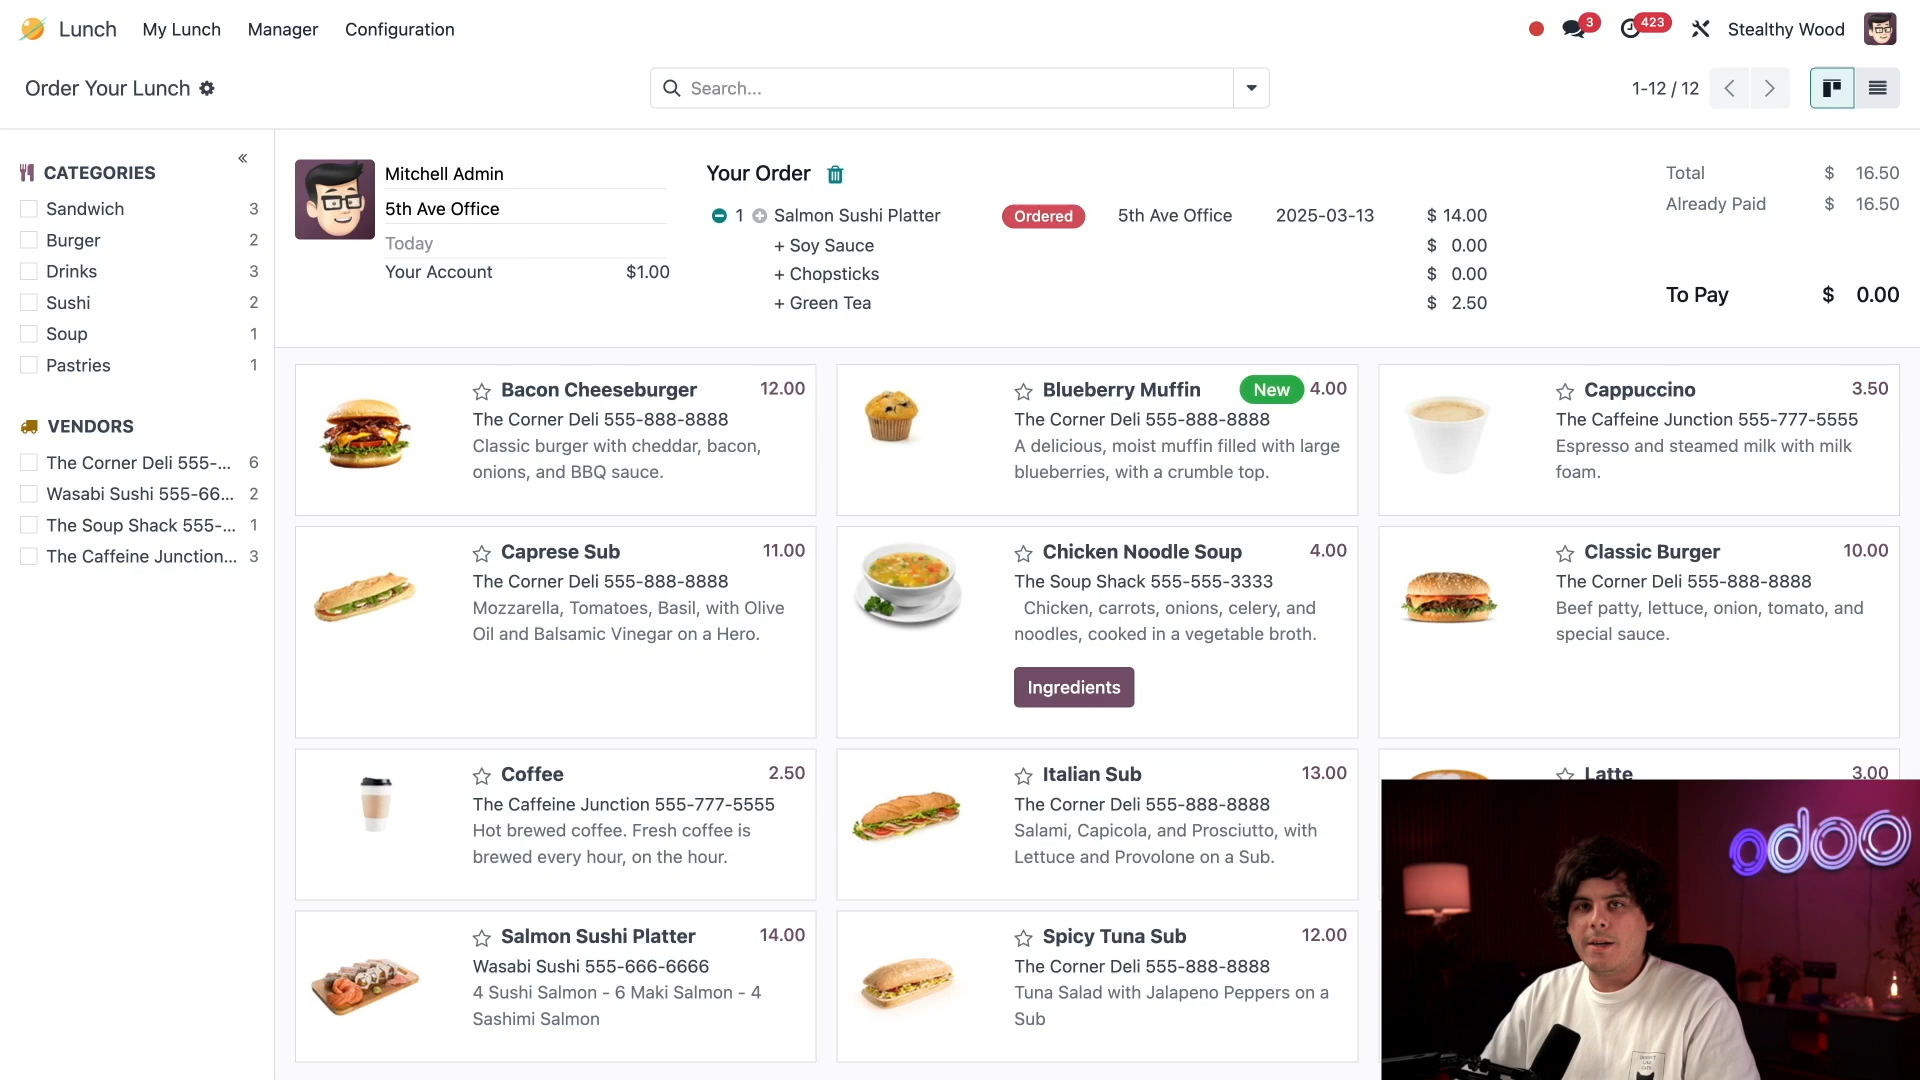 Lunch
My Lunch
Manager
Configuration
3
423
Stealthy Wood
Order Your Lunch
Search...
1-12 / 12
CATEGORIES
Sandwich 3
Burger 2
Drinks 3
Sushi 2
Soup 1
Pastries 1
VENDORS
The Corner Deli 555-... 6
Wasabi Sushi 555-66... 2
The Soup Shack 555-... 1
The Caffeine Junction... 3
Mitchell Admin
5th Ave Office
Today
Your Account $1.00
Your Order
1 Salmon Sushi Platter Ordered 5th Ave Office 2025-03-13 $ 14.00
+ Soy Sauce $ 0.00
+ Chopsticks $ 0.00
+ Green Tea $ 2.50
Total $ 16.50
Already Paid $ 16.50
To Pay $ 0.00
Bacon Cheeseburger 12.00
The Corner Deli 555-888-8888
Classic burger with cheddar, bacon,
onions, and BBQ sauce.
Blueberry Muffin New 4.00
The Corner Deli 555-888-8888
A delicious, moist muffin filled with large
blueberries, with a crumble top.
Cappuccino 3.50
The Caffeine Junction 555-777-5555
Espresso and steamed milk with milk
foam.
Caprese Sub 11.00
The Corner Deli 555-888-8888
Mozzarella, Tomatoes, Basil, with Olive
Oil and Balsamic Vinegar on a Hero.
Chicken Noodle Soup 4.00
The Soup Shack 555-555-3333
Chicken, carrots, onions, celery, and
noodles, cooked in a vegetable broth.
Ingredients
Classic Burger 10.00
The Corner Deli 555-888-8888
Beef patty, lettuce, onion, tomato, and
special sauce.
Coffee 2.50
The Caffeine Junction 555-777-5555
Hot brewed coffee. Fresh coffee is
brewed every hour, on the hour.
Italian Sub 13.00
The Corner Deli 555-888-8888
Salami, Capicola, and Prosciutto, with
Lettuce and Provolone on a Sub.
Latte 3.00
Salmon Sushi Platter 14.00
Wasabi Sushi 555-666-6666
4 Sushi Salmon - 6 Maki Salmon - 4
Sashimi Salmon
Spicy Tuna Sub 12.00
The Corner Deli 555-888-8888
Tuna Salad with Jalapeno Peppers on a
Sub
odoo